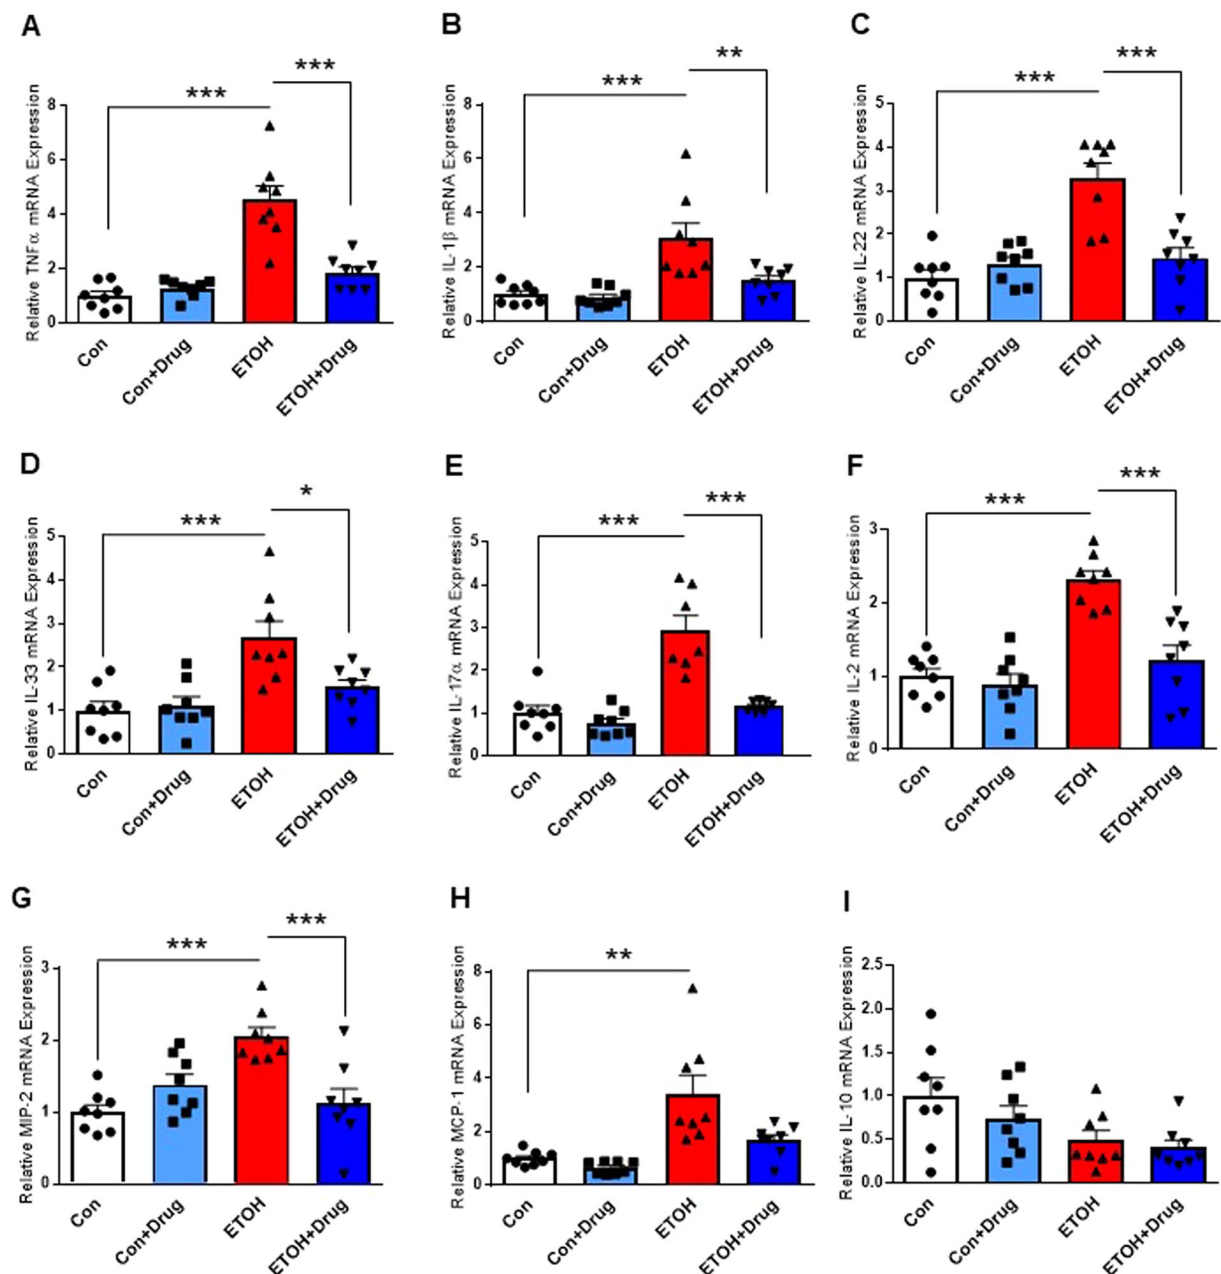 A
Relative TNFα mRNA Expression
8
6
4
2
0
***
***
Con
Con+Drug
ETOH
ETOH+Drug
B
Relative IL-1β mRNA Expression
8
6
4
2
0
***
**
Con
Con+Drug
ETOH
ETOH+Drug
C
Relative IL-22 mRNA Expression
5
4
3
2
1
0
***
***
Con
Con+Drug
ETOH
ETOH+Drug
D
Relative IL-33 mRNA Expression
5
4
3
2
1
0
***
*
Con
Con+Drug
ETOH
ETOH+Drug
E
Relative IL-17α mRNA Expression
5
4
3
2
1
0
***
***
Con
Con+Drug
ETOH
ETOH+Drug
F
Relative IL-2 mRNA Expression
3
2
1
0
***
***
Con
Con+Drug
ETOH
ETOH+Drug
G
Relative MIP-2 mRNA Expression
3
2
1
0
***
***
Con
Con+Drug
ETOH
ETOH+Drug
H
Relative MCP-1 mRNA Expression
8
6
4
2
0
**
Con
Con+Drug
ETOH
ETOH+Drug
I
Relative IL-10 mRNA Expression
2.5
2.0
1.5
1.0
0.5
0.0
Con
Con+Drug
ETOH
ETOH+Drug